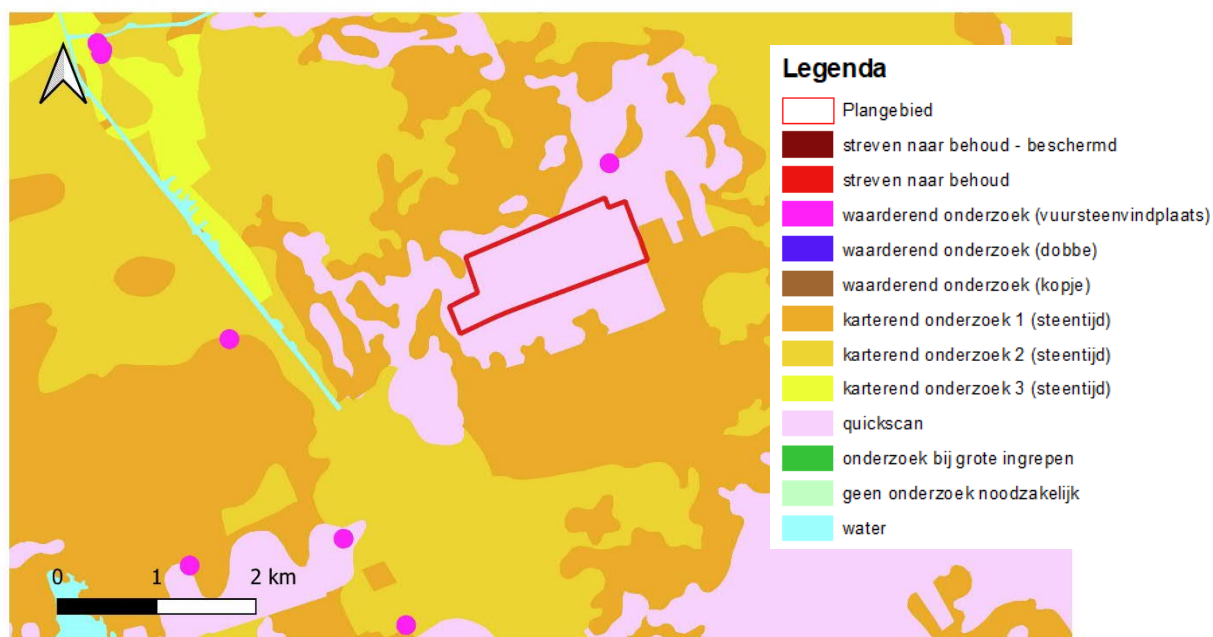 Legenda
Plangebied
streven naar behoud - beschermd
streven naar behoud
waarderend onderzoek (vuursteenvindplaats)
waarderend onderzoek (dobbe)
waarderend onderzoek (kopje)
karterend onderzoek 1 (steentijd)
karterend onderzoek 2 (steentijd)
karterend onderzoek 3 (steentijd)
quickscan
onderzoek bij grote ingrepen
geen onderzoek noodzakelijk
water
0 1 2 km